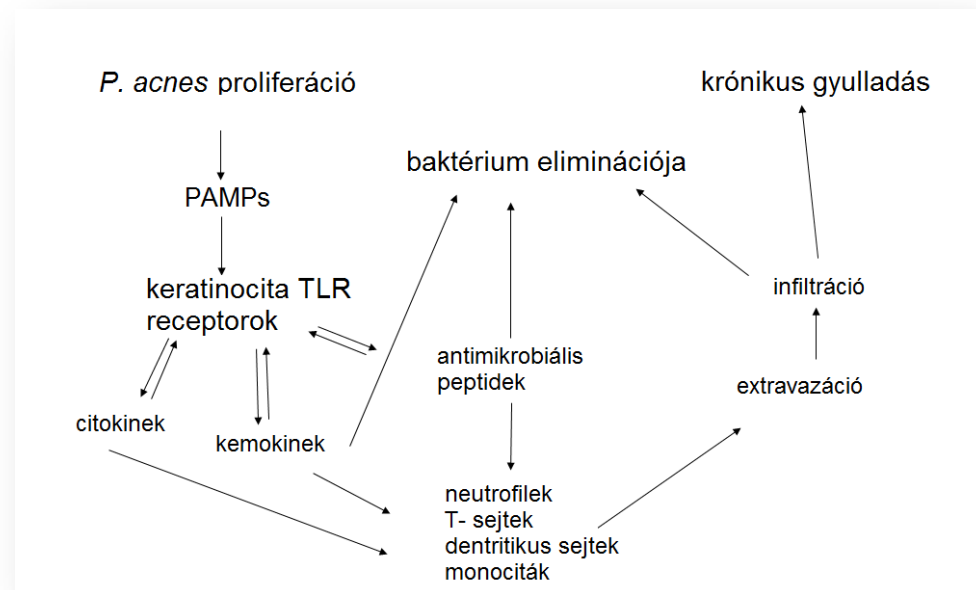 P. acnes proliferáció
krónikus gyulladás
baktérium eliminációja
PAMPs
keratinocita TLR
receptorok
infiltráció
antimikrobiális
peptidek
extravazáció
citokinek
kemokinek
neutrofilek
T- sejtek
dentritikus sejtek
monociták